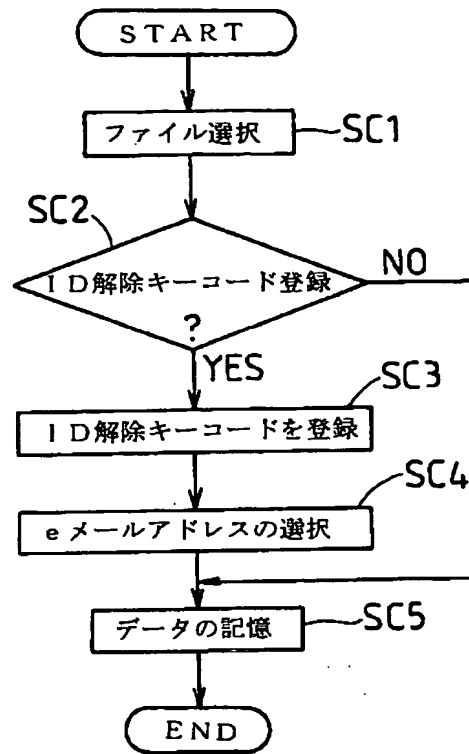 START
ファイル選択
SC1
SC2
ID解除キーコード登録
?
NO
YES
SC3
ID解除キーコードを登録
SC4
eメールアドレスの選択
データの記憶
SC5
END